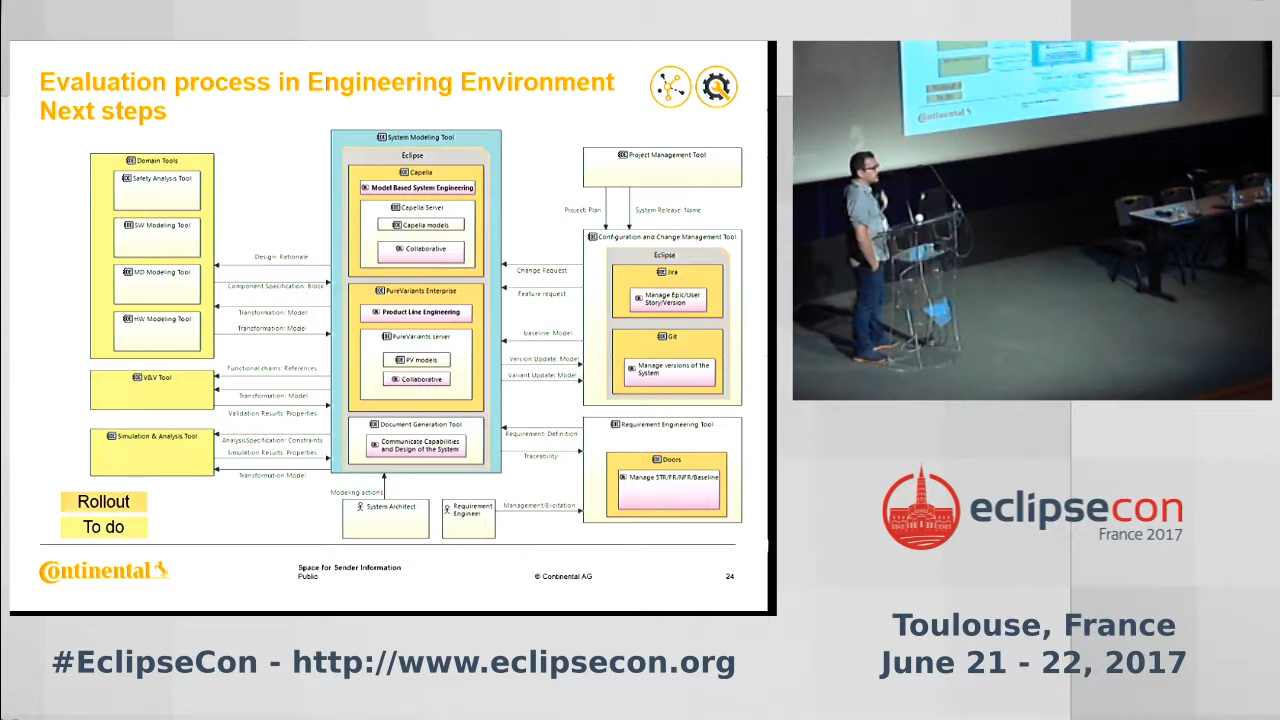 Evaluation process in Engineering Environment
Next steps
Domain Tools
Safety Analysis Tool
SW Modeling Tool
MD Modeling Tool
HW Modeling Tool
V&V Tool
Simulation & Analysis Tool
Rollout
To do
Design: Rationale
Component Specification: Block
Transformation: Model
Transformation: Model
Functional chains: References
Transformation: Model
Validation Results: Properties
AnalysisSpecification: Constraints
Simulation Results: Properties
Transformation Model
System Modeling Tool
Eclipse
Capella
Model Based System Engineering
Capella Server
Capella models
Collaborative
PureVariants Enterprise
Product Line Engineering
PureVariants server
PV models
Collaborative
Document Generation Tool
Communicate Capabilities
and Design of the System
Modeling actions
System Architect
Requirement
Engineer
Management/Elicitation
Project Management Tool
Project: Plan
System Release: Name
Configuration and Change Management Tool
Eclipse
Jira
Manage Epic/User
Story/Version
Git
Manage versions of the
System
Change Request
Feature request
baseline: Model
Version Update: Model
Variant Update: Model
Requirement: Definition
Traceability
Requirement Engineering Tool
Doors
Manage STR/FR/NFR/Baseline
Continental
Space for Sender Information
Public
© Continental AG
24
Continental
eclipsecon
France 2017
Toulouse, France
June 21 - 22, 2017
#EclipseCon - http://www.eclipsecon.org